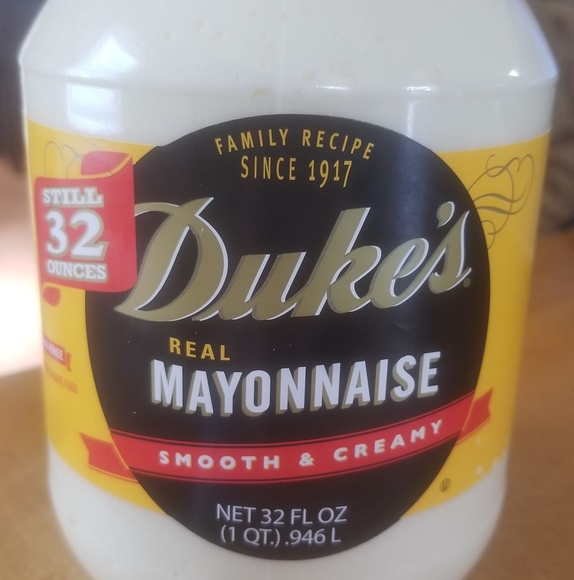 FAMILY RECIPE
SINCE 1917
STILL
32
OUNCES
Duke's
REAL
MAYONNAISE
SMOOTH & CREAMY
NET 32 FL OZ
(1 QT.) .946 L